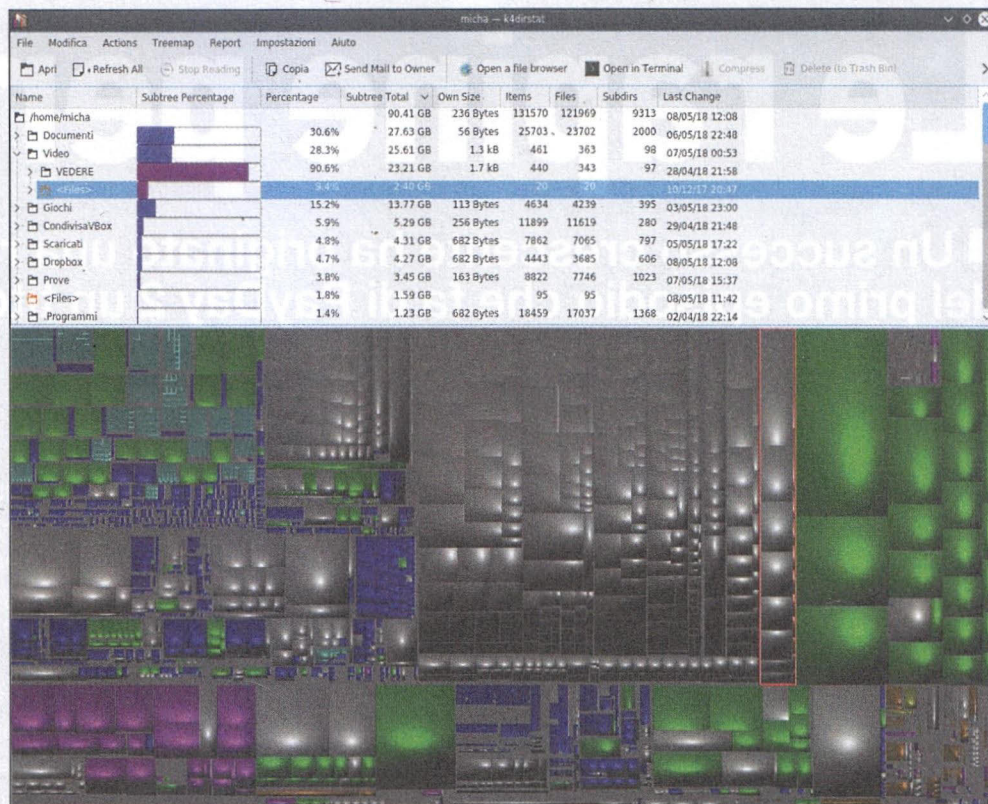 micha — k4dirstat
File Modifica Actions Treemap Report Impostazioni Aiuto
Apri Refresh All Stop Reading Copia Send Mail to Owner Open a file browser Open in Terminal Compress Delete (to Trash Bin)
Name Subtree Percentage Percentage Subtree Total Own Size Items Files Subdirs Last Change
/home/micha 90.41 GB 236 Bytes 131570 121969 9313 08/05/18 12:08
Documenti 30.6% 27.63 GB 56 Bytes 25703 23702 2000 06/05/18 22:48
Video 28.3% 25.61 GB 1.3 kB 461 363 98 07/05/18 00:53
VEDERE 90.6% 23.21 GB 1.7 kB 440 343 97 28/04/18 21:58
<Files> 9.4% 2.40 GB 20 20 10/12/17 20:47
Giochi 15.2% 13.77 GB 113 Bytes 4634 4239 395 03/05/18 23:00
CondivisaVBox 5.9% 5.29 GB 256 Bytes 11899 11619 280 29/04/18 21:48
Scaricati 4.8% 4.31 GB 682 Bytes 7862 7065 797 05/05/18 17:22
Dropbox 4.7% 4.27 GB 682 Bytes 4443 3685 606 08/05/18 12:08
Prove 3.8% 3.45 GB 163 Bytes 8822 7746 1023 07/05/18 15:37
<Files> 1.8% 1.59 GB 95 95 08/05/18 11:42
.Programmi 1.4% 1.23 GB 682 Bytes 18459 17037 1368 02/04/18 22:14